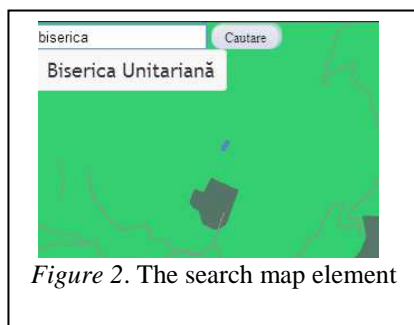 biserica Cautare
Biserica Unitariană
Figure 2. The search map element